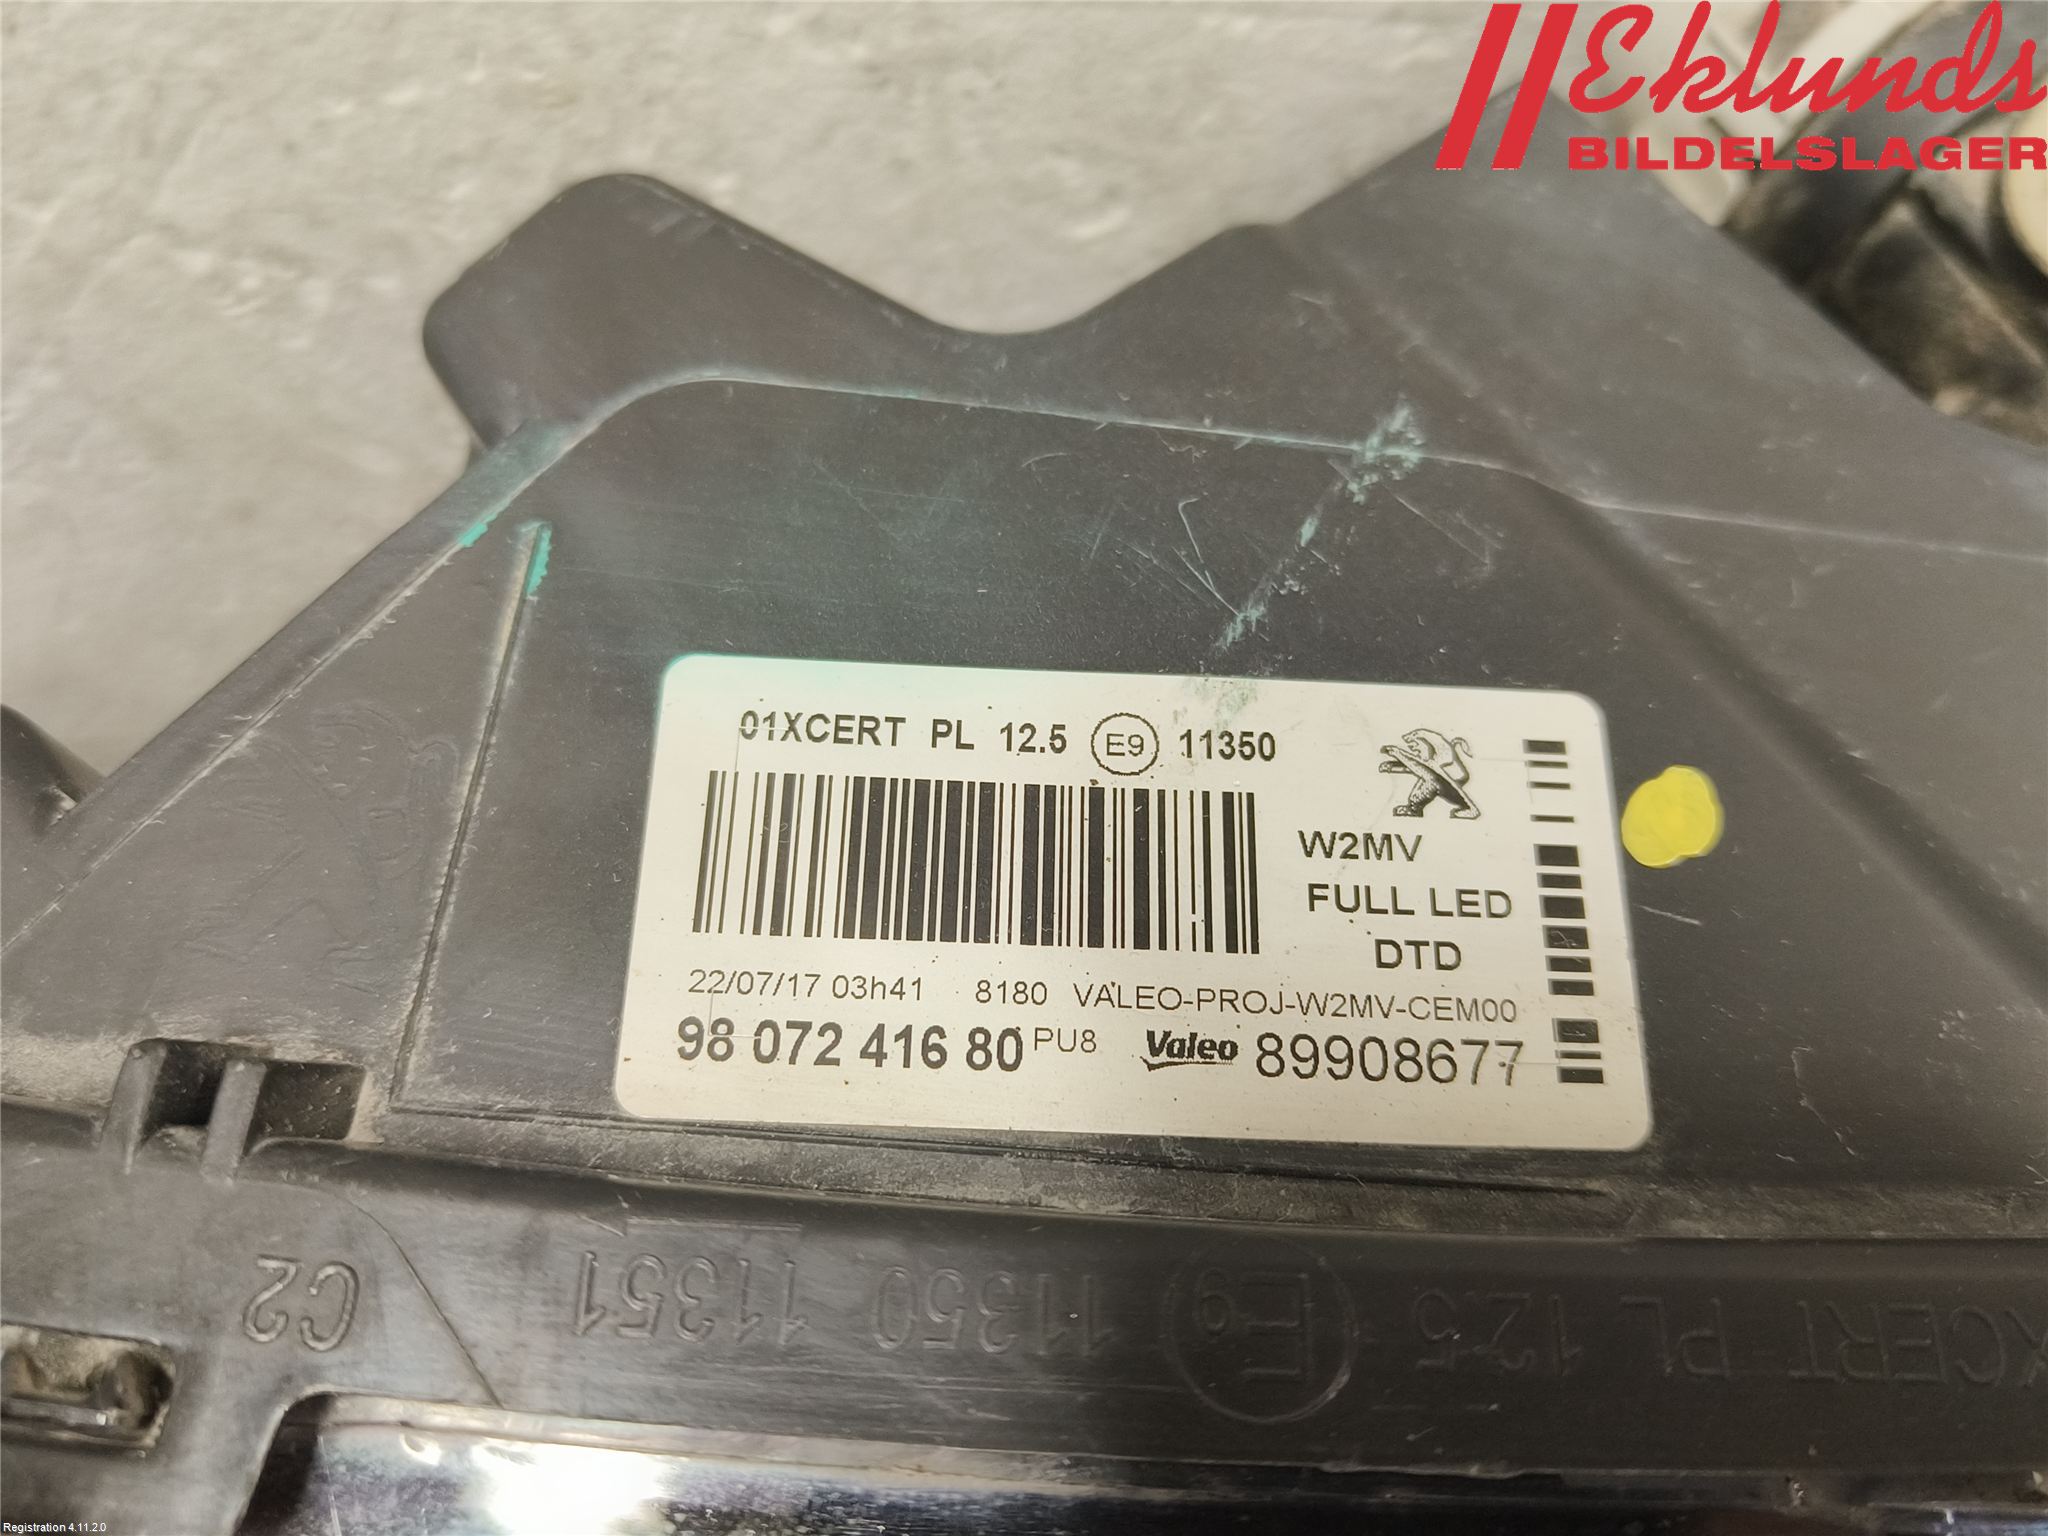 Eklunds
BILDELSLAGER
01XCERT PL 12.5 E9 11350
W2MV
FULL LED
DTD
22/07/17 03h41 8180 VALEO-PROJ-W2MV-CEM00
98 072 416 80 PU8 Valeo 89908677
XCERT PL 12.5 E9 11350 11351
C2
Registration 4.11.2.0